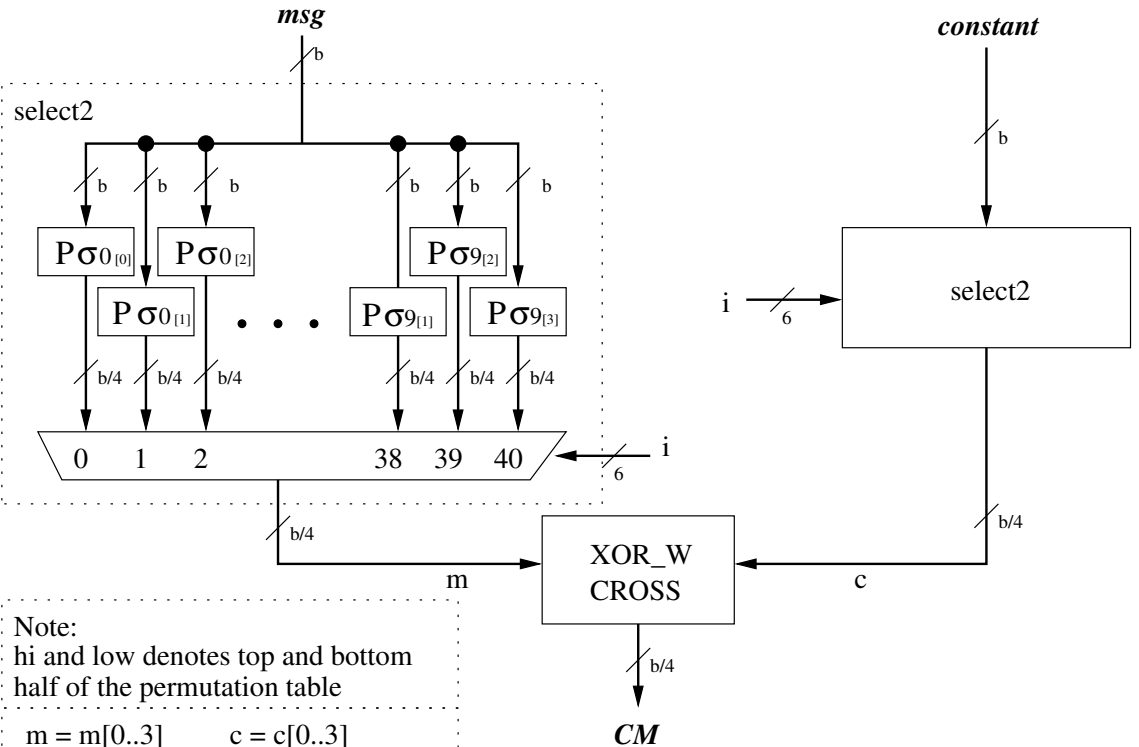 msg
constant
b
select2
b
b b b b b b
Pσ0[0] Pσ0[2] Pσ9[2]
select2
Pσ0[1] . . . Pσ9[1] Pσ9[3]
i
6
b/4 b/4 b/4 b/4 b/4 b/4
0 1 2 38 39 40
i
6
b/4
b/4
XOR_W
CROSS
m
c
Note:
hi and low denotes top and bottom
half of the permutation table
b/4
m = m[0..3] c = c[0..3]
CM